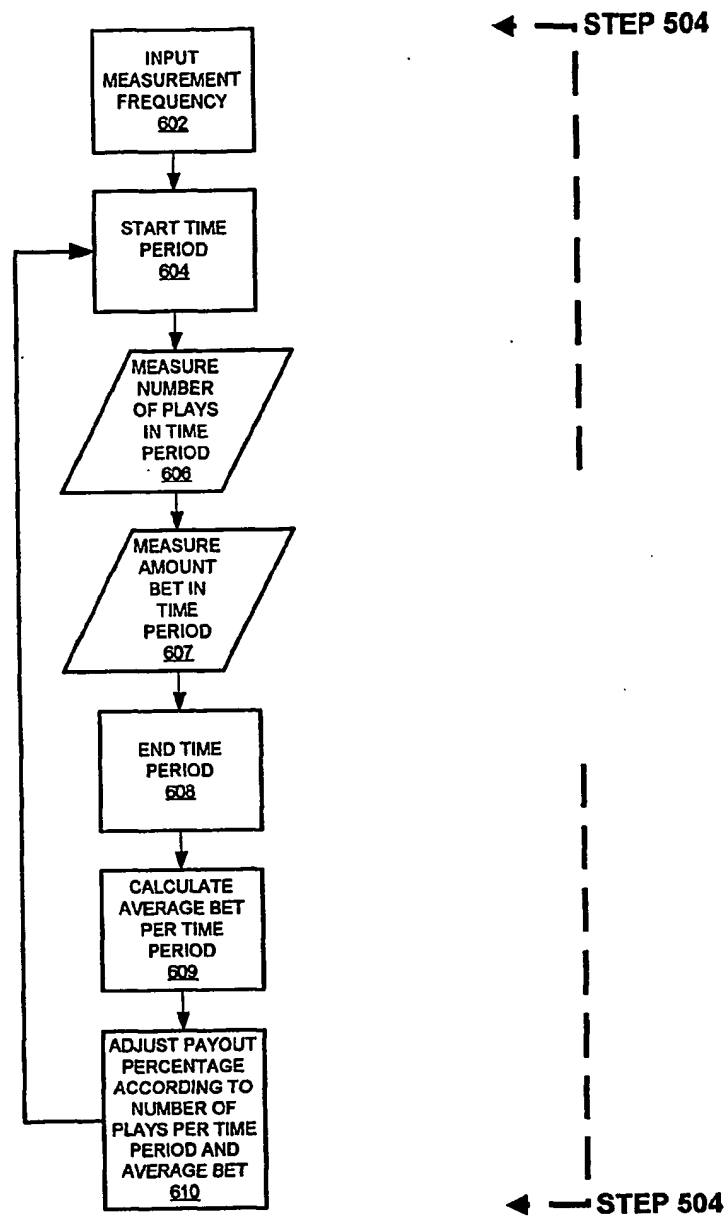 STEP 504
INPUT
MEASUREMENT
FREQUENCY
602
START TIME
PERIOD
604
MEASURE
NUMBER
OF PLAYS
IN TIME
PERIOD
606
MEASURE
AMOUNT
BET IN
TIME
PERIOD
607
END TIME
PERIOD
608
CALCULATE
AVERAGE BET
PER TIME
PERIOD
609
ADJUST PAYOUT
PERCENTAGE
ACCORDING TO
NUMBER OF
PLAYS PER TIME
PERIOD AND
AVERAGE BET
610
STEP 504